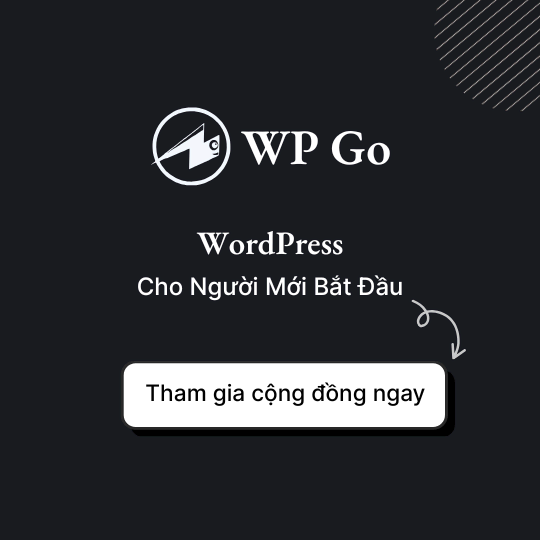 WP Go
WordPress
Cho Người Mới Bắt Đầu
Tham gia cộng đồng ngay